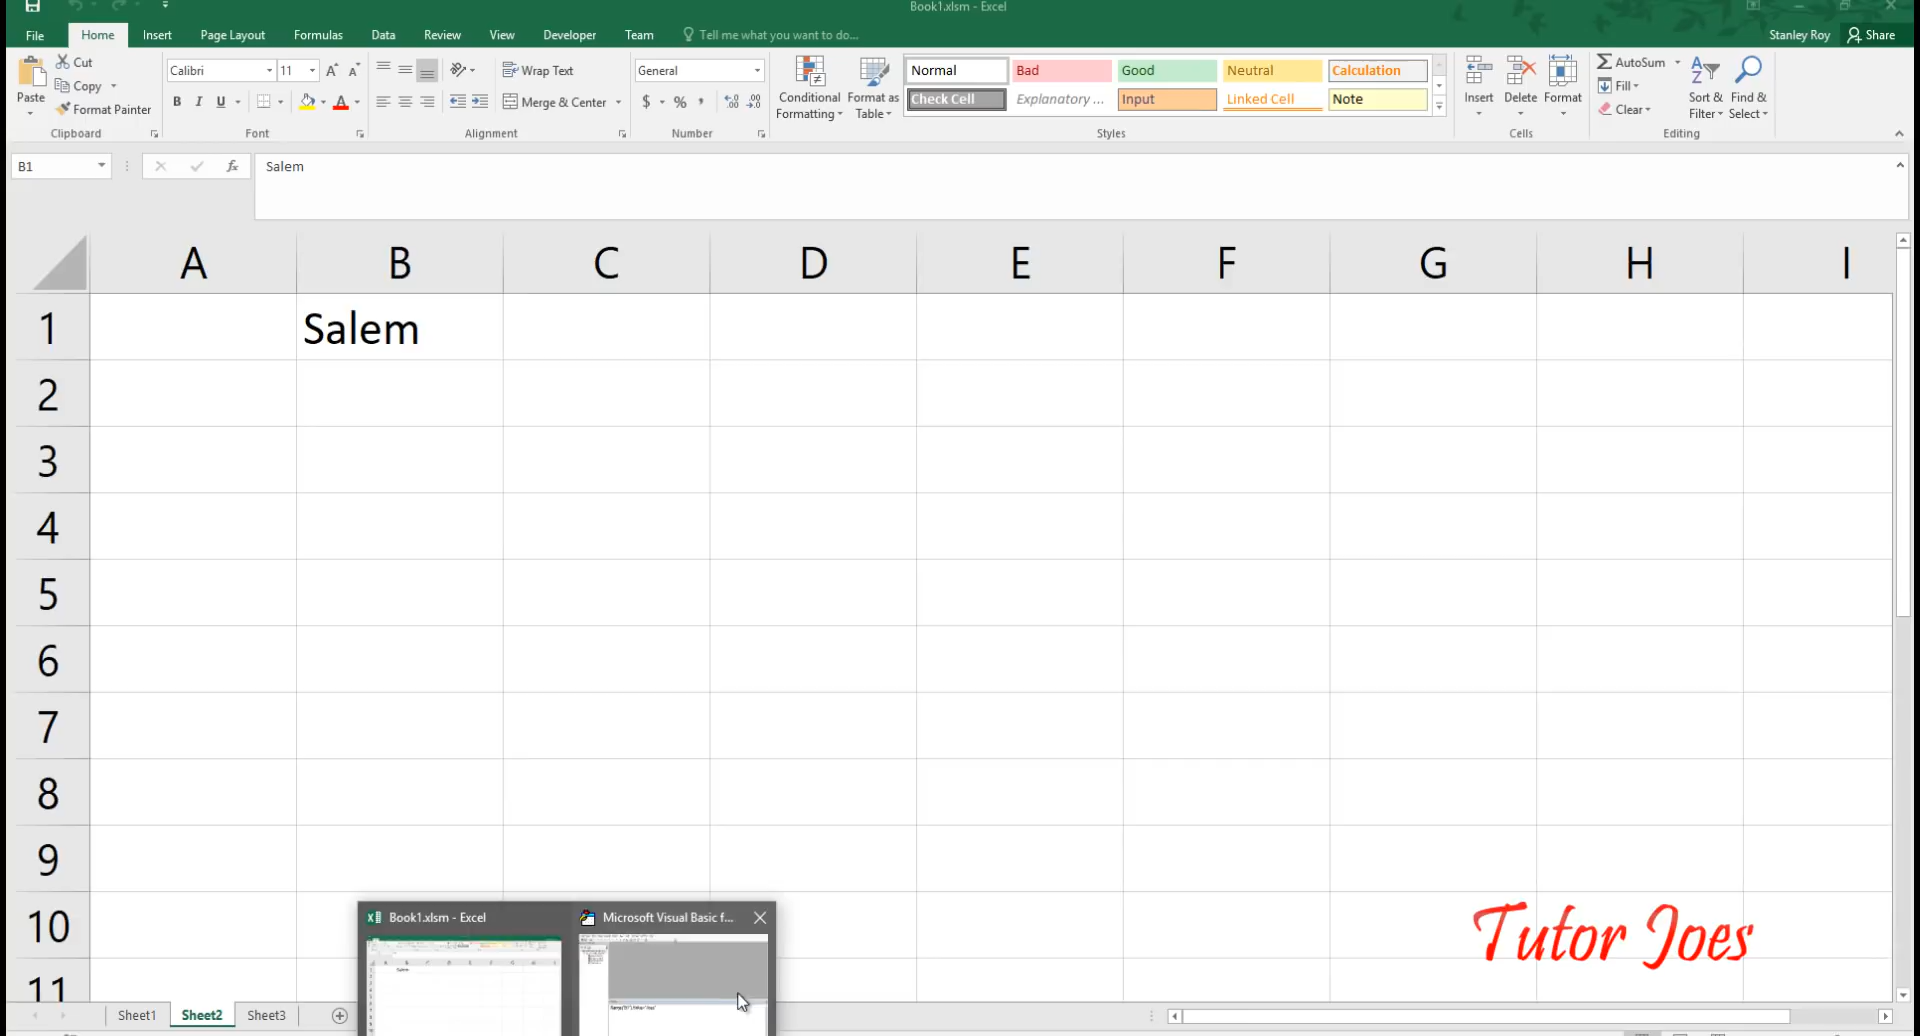 Book1.xlsm - Excel
File Home Insert Page Layout Formulas Data Review View Developer Team Tell me what you want to do... Stanley Roy Share
Paste
Cut
Copy
Format Painter
Clipboard
Calibri 11
B I U
Font
Wrap Text
Merge & Center
Alignment
General
$ % ,
Number
Conditional Formatting
Format as Table
Normal Bad Good Neutral Calculation
Check Cell Explanatory ... Input Linked Cell Note
Styles
Insert Delete Format
Cells
AutoSum
Fill
Clear
Sort & Filter
Find & Select
Editing
B1 fx Salem
A B C D E F G H I
1 Salem
2
3
4
5
6
7
8
9
10
11
Book1.xlsm - Excel Microsoft Visual Basic f...
Tutor Joes
Sheet1 Sheet2 Sheet3